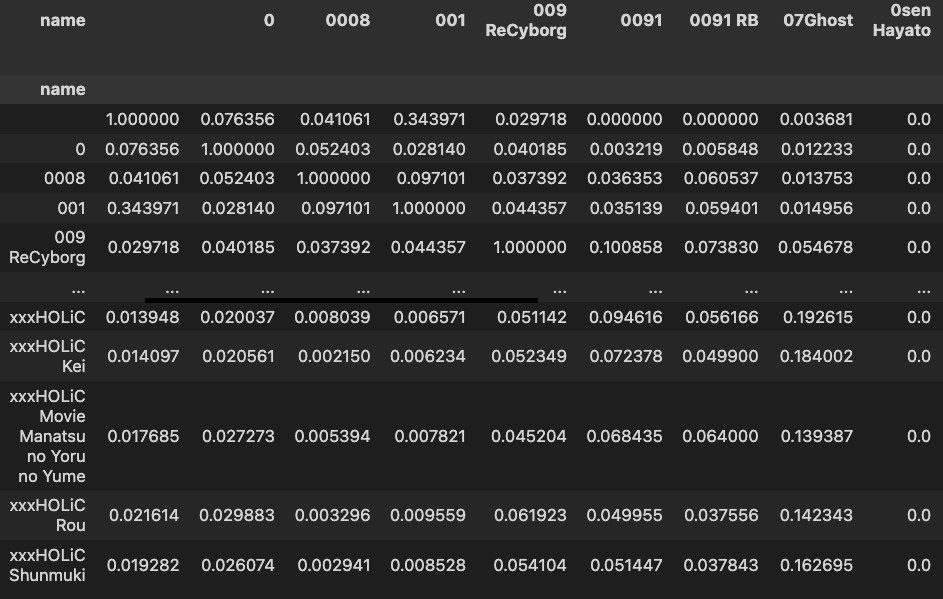 name 0 0008 001 009 ReCyborg 0091 0091 RB 07Ghost 0sen Hayato
name
1.000000 0.076356 0.041061 0.343971 0.029718 0.000000 0.000000 0.003681 0.0
0 0.076356 1.000000 0.052403 0.028140 0.040185 0.003219 0.005848 0.012233 0.0
0008 0.041061 0.052403 1.000000 0.097101 0.037392 0.036353 0.060537 0.013753 0.0
001 0.343971 0.028140 0.097101 1.000000 0.044357 0.035139 0.059401 0.014956 0.0
009 ReCyborg 0.029718 0.040185 0.037392 0.044357 1.000000 0.100858 0.073830 0.054678 0.0
... ... ... ... ... ... ... ... ... ...
xxxHOLiC 0.013948 0.020037 0.008039 0.006571 0.051142 0.094616 0.056166 0.192615 0.0
xxxHOLiC Kei 0.014097 0.020561 0.002150 0.006234 0.052349 0.072378 0.049900 0.184002 0.0
xxxHOLiC Movie Manatsu no Yoru no Yume 0.017685 0.027273 0.005394 0.007821 0.045204 0.068435 0.064000 0.139387 0.0
xxxHOLiC Rou 0.021614 0.029883 0.003296 0.009559 0.061923 0.049955 0.037556 0.142343 0.0
xxxHOLiC Shunmuki 0.019282 0.026074 0.002941 0.008528 0.054104 0.051447 0.037843 0.162695 0.0